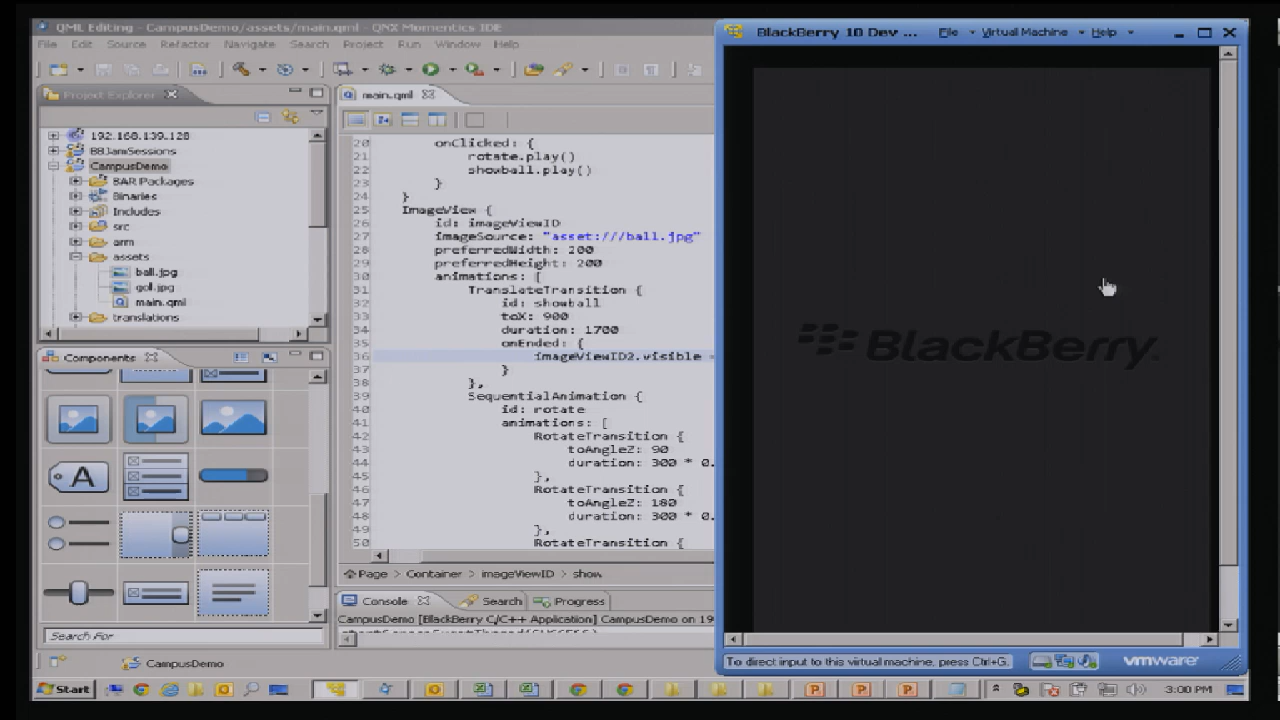 QML Editing - CampusDemo/assets/main.qml - QNX Momentics IDE
File Edit Source Refactor Navigate Search Project Run Window Help
Project Explorer
192.168.139.128
BBJamSessions
CampusDemo
BAR Packages
Binaries
Includes
src
arm
assets
ball.jpg
gol.jpg
main.qml
translations
Components
A
Search For
CampusDemo
main.qml
20 onClicked: {
21 rotate.play()
22 showball.play()
23 }
24 }
25 ImageView {
26 id: imageViewID
27 imageSource: "asset:///ball.jpg"
28 preferredWidth: 200
29 preferredHeight: 200
30 animations: [
31 TranslateTransition {
32 id: showball
33 toX: 900
34 duration: 1700
35 onEnded: {
36 imageViewID2.visible =
37 }
38 },
39 SequentialAnimation {
40 id: rotate
41 animations: [
42 RotateTransition {
43 toAngleZ: 90
44 duration: 300 * 0.
45 },
46 RotateTransition {
47 toAngleZ: 180
48 duration: 300 * 0.
49 },
50 RotateTransition {
Page > Container > imageViewID > show
Console Search Progress
CampusDemo [BlackBerry C/C++ Application] CampusDemo on 19
BlackBerry 10 Dev ... File Virtual Machine Help
BlackBerry
To direct input to this virtual machine, press Ctrl+G.
vmware
Start
3:00 PM